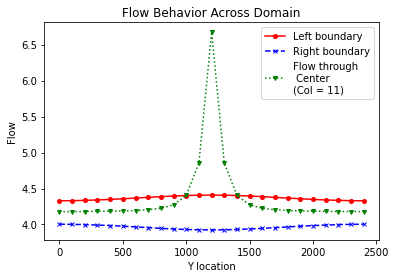 Flow Behavior Across Domain
Left boundary
Right boundary
Flow through
Center
(Col = 11)
Flow
6.5
6.0
5.5
5.0
4.5
4.0
0 500 1000 1500 2000 2500
Y location